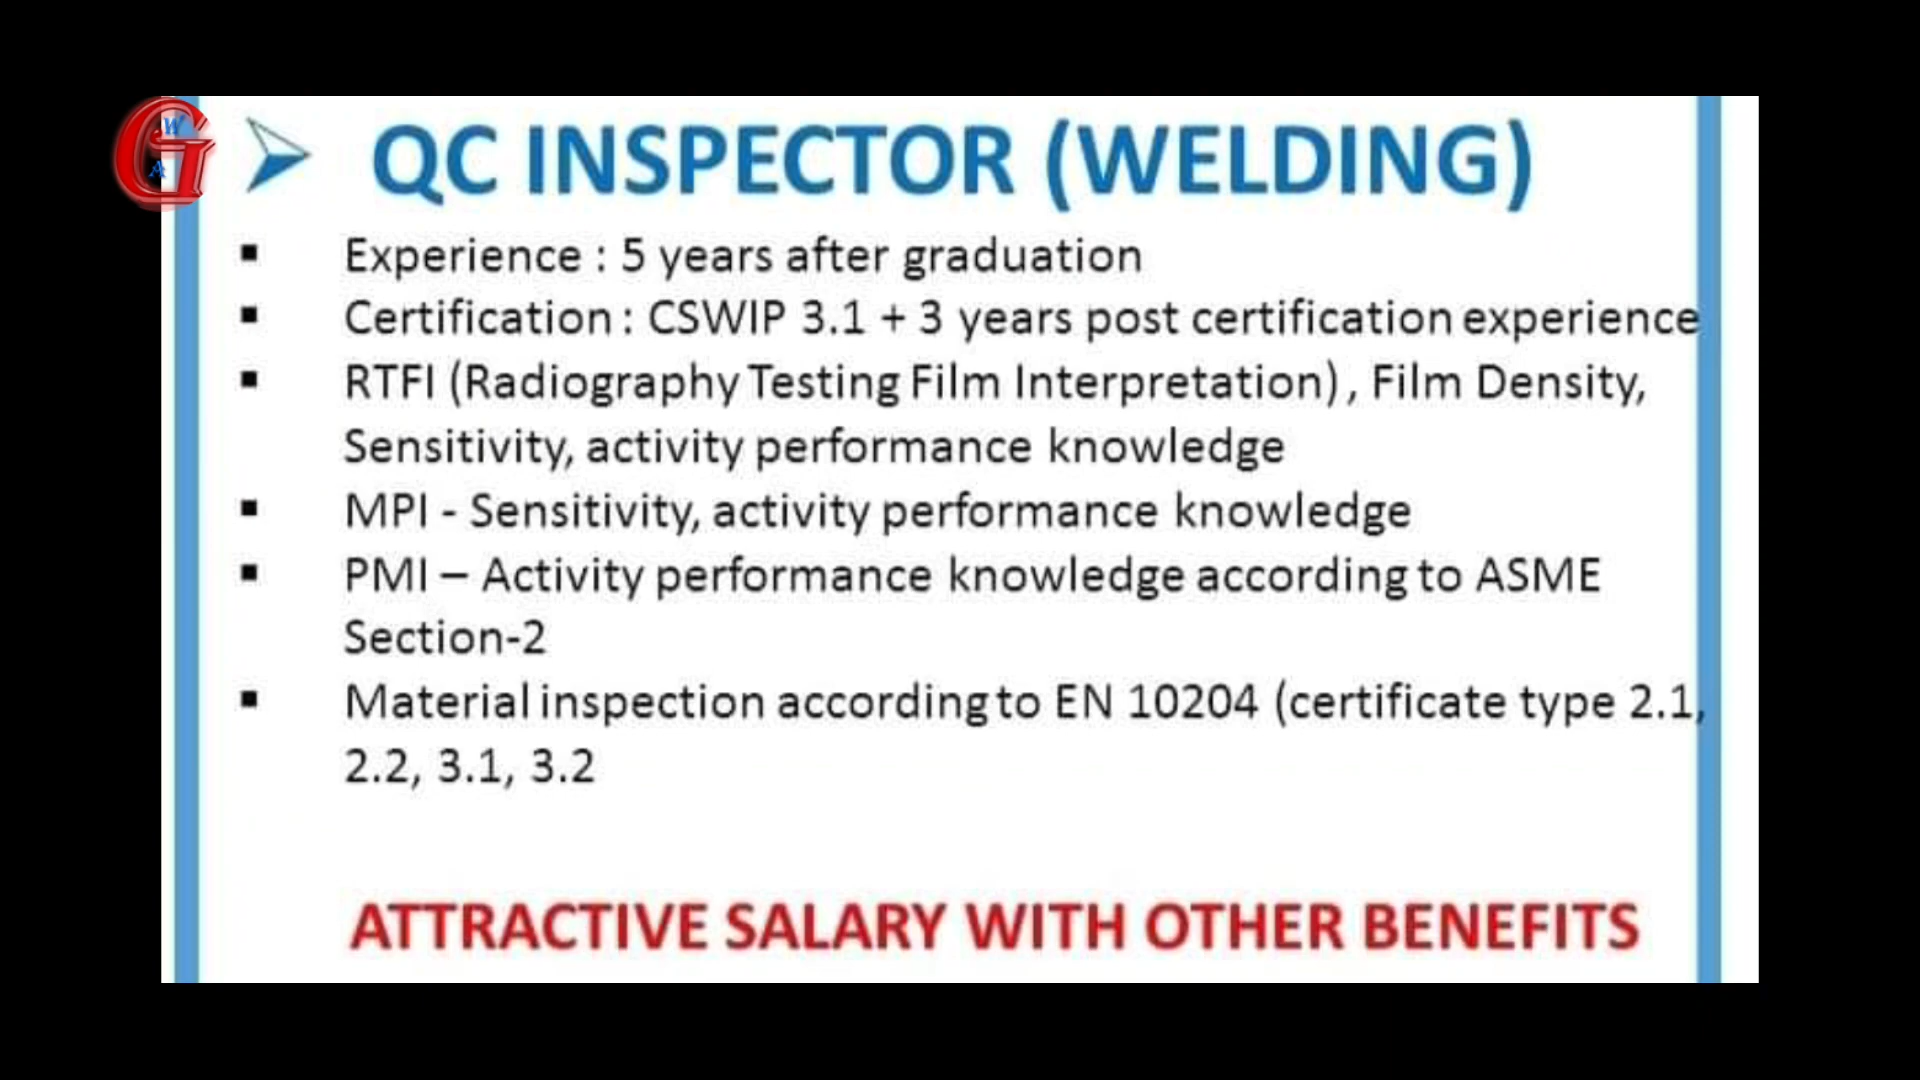 G
W
A
QC INSPECTOR (WELDING)
Experience : 5 years after graduation
Certification : CSWIP 3.1 + 3 years post certification experience
RTFI (Radiography Testing Film Interpretation) , Film Density,
Sensitivity, activity performance knowledge
MPI - Sensitivity, activity performance knowledge
PMI – Activity performance knowledge according to ASME
Section-2
Material inspection according to EN 10204 (certificate type 2.1,
2.2, 3.1, 3.2
ATTRACTIVE SALARY WITH OTHER BENEFITS